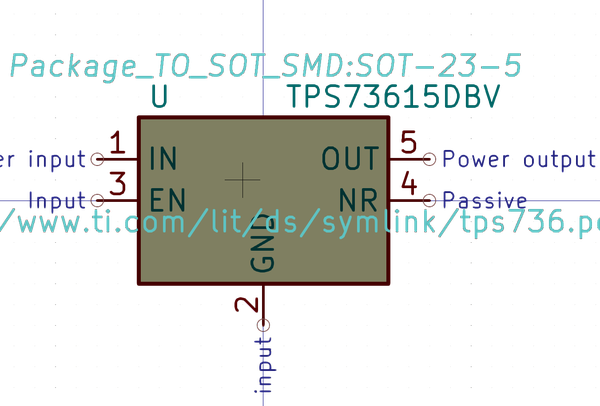 Package_TO_SOT_SMD:SOT-23-5
U TPS73615DBV
er input 1 IN OUT 5 Power output
Input 3 EN NR 4 Passive
/www.ti.com/lit/ds/symlink/tps736.p
GND
2
input